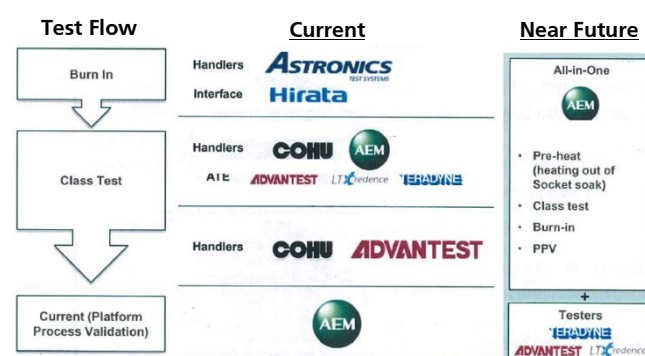 Test Flow
Current
Near Future
Burn In
Handlers
ASTRONICS
TEST SYSTEMS
Interface
Hirata
Class Test
Handlers
COHU
AEM
ATE
ADVANTEST
LTXCredence
TERADYNE
Handlers
COHU
ADVANTEST
Current (Platform
Process Validation)
AEM
All-in-One
AEM
• Pre-heat
(heating out of
Socket soak)
• Class test
• Burn-in
• PPV
+
Testers
TERADYNE
ADVANTEST LTXCredence